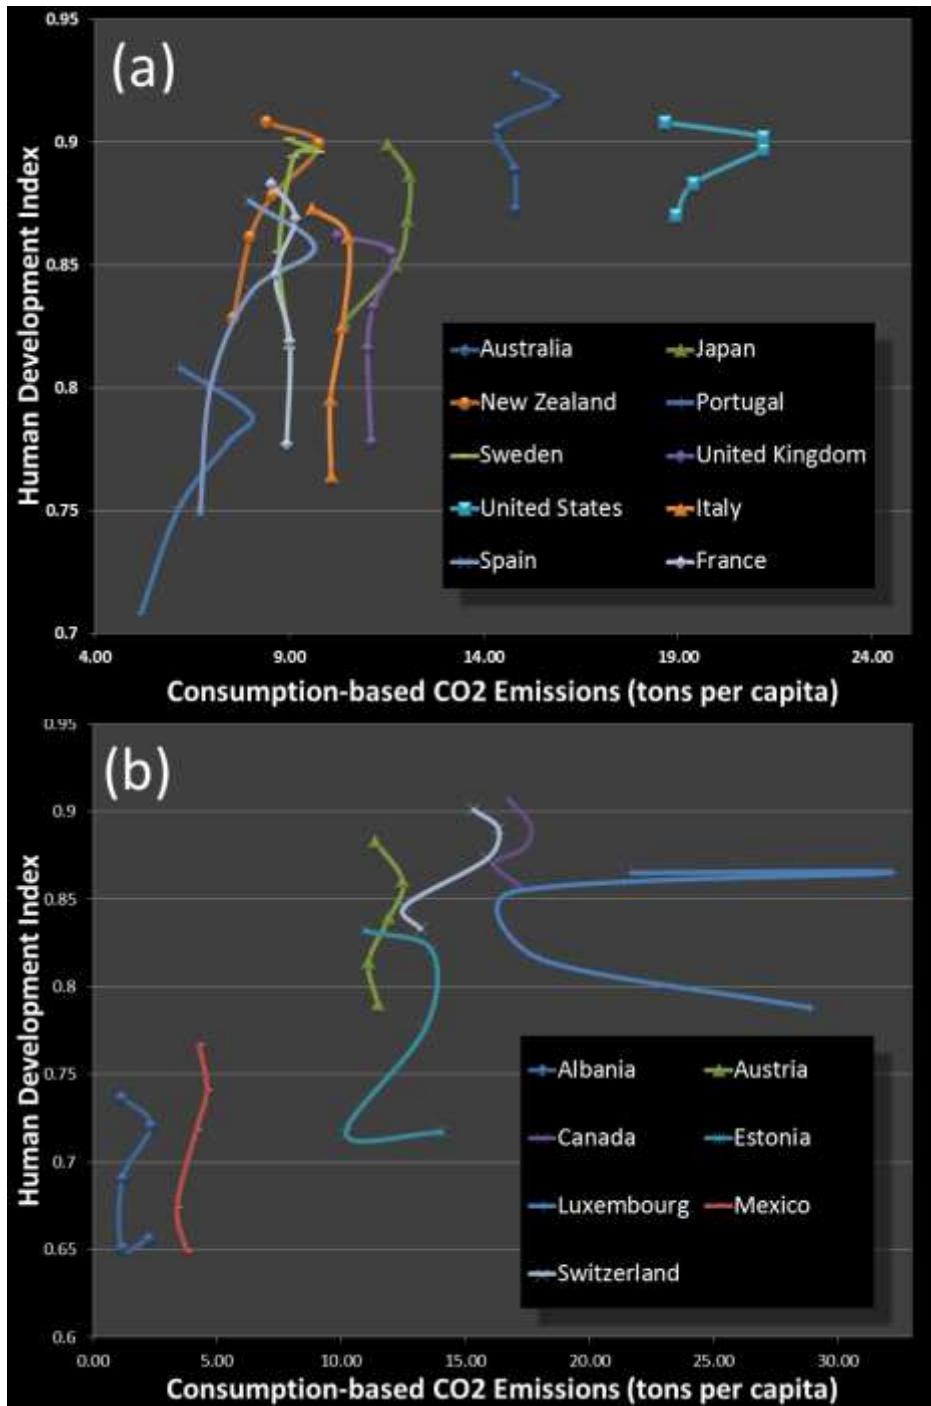 (a)
Human Development Index
0.95
0.9
0.85
0.8
0.75
0.7
4.00 9.00 14.00 19.00 24.00
Consumption-based CO2 Emissions (tons per capita)
Australia Japan
New Zealand Portugal
Sweden United Kingdom
United States Italy
Spain France
(b)
Human Development Index
0.95
0.9
0.85
0.8
0.75
0.7
0.65
0.6
0.00 5.00 10.00 15.00 20.00 25.00 30.00
Consumption-based CO2 Emissions (tons per capita)
Albania Austria
Canada Estonia
Luxembourg Mexico
Switzerland